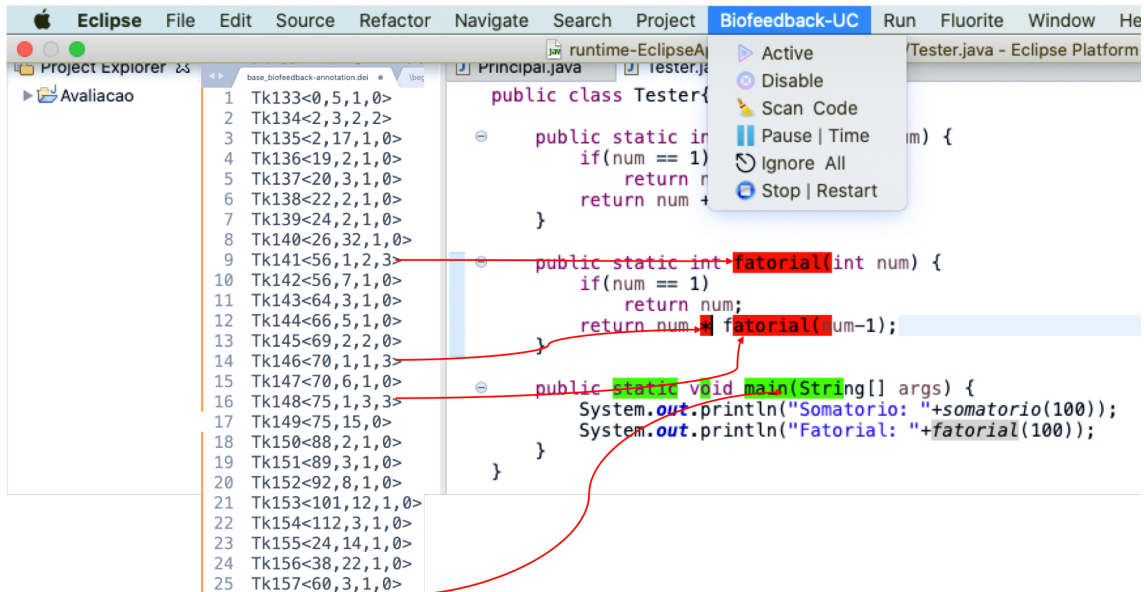 Eclipse File Edit Source Refactor Navigate Search Project Biofeedback-UC Run Fluorite Window
runtime-EclipseAp /Tester.java - Eclipse Platform
Active
Disable
Scan Code
Pause | Time
Ignore All
Stop | Restart
Project Explorer
Avaliacao
base_biofeedback-annotation.dei
1 Tk133<0,5,1,0>
2 Tk134<2,3,2,2>
3 Tk135<2,17,1,0>
4 Tk136<19,2,1,0>
5 Tk137<20,3,1,0>
6 Tk138<22,2,1,0>
7 Tk139<24,2,1,0>
8 Tk140<26,32,1,0>
9 Tk141<56,1,2,3>
10 Tk142<56,7,1,0>
11 Tk143<64,3,1,0>
12 Tk144<66,5,1,0>
13 Tk145<69,2,2,0>
14 Tk146<70,1,1,3>
15 Tk147<70,6,1,0>
16 Tk148<75,1,3,3>
17 Tk149<75,15,0>
18 Tk150<88,2,1,0>
19 Tk151<89,3,1,0>
20 Tk152<92,8,1,0>
21 Tk153<101,12,1,0>
22 Tk154<112,3,1,0>
23 Tk155<24,14,1,0>
24 Tk156<38,22,1,0>
25 Tk157<60,3,1,0>
Principal.java Tester.ja
public class Tester{
public static in m) {
if(num == 1)
return n
return num +
}
public static int fatorial(int num) {
if(num == 1)
return num;
return num * fatorial(num-1);
}
public static void main(String[] args) {
System.out.println("Somatorio: "+somatorio(100));
System.out.println("Fatorial: "+fatorial(100));
}
}